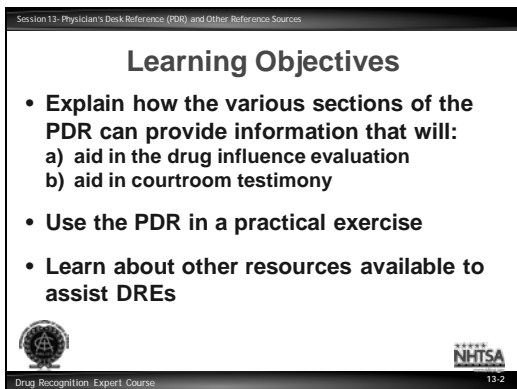 Session 13- Physician's Desk Reference (PDR) and Other Reference Sources
Learning Objectives
• Explain how the various sections of the
PDR can provide information that will:
a) aid in the drug influence evaluation
b) aid in courtroom testimony
• Use the PDR in a practical exercise
• Learn about other resources available to
assist DREs
NHTSA
Drug Recognition Expert Course
13-2